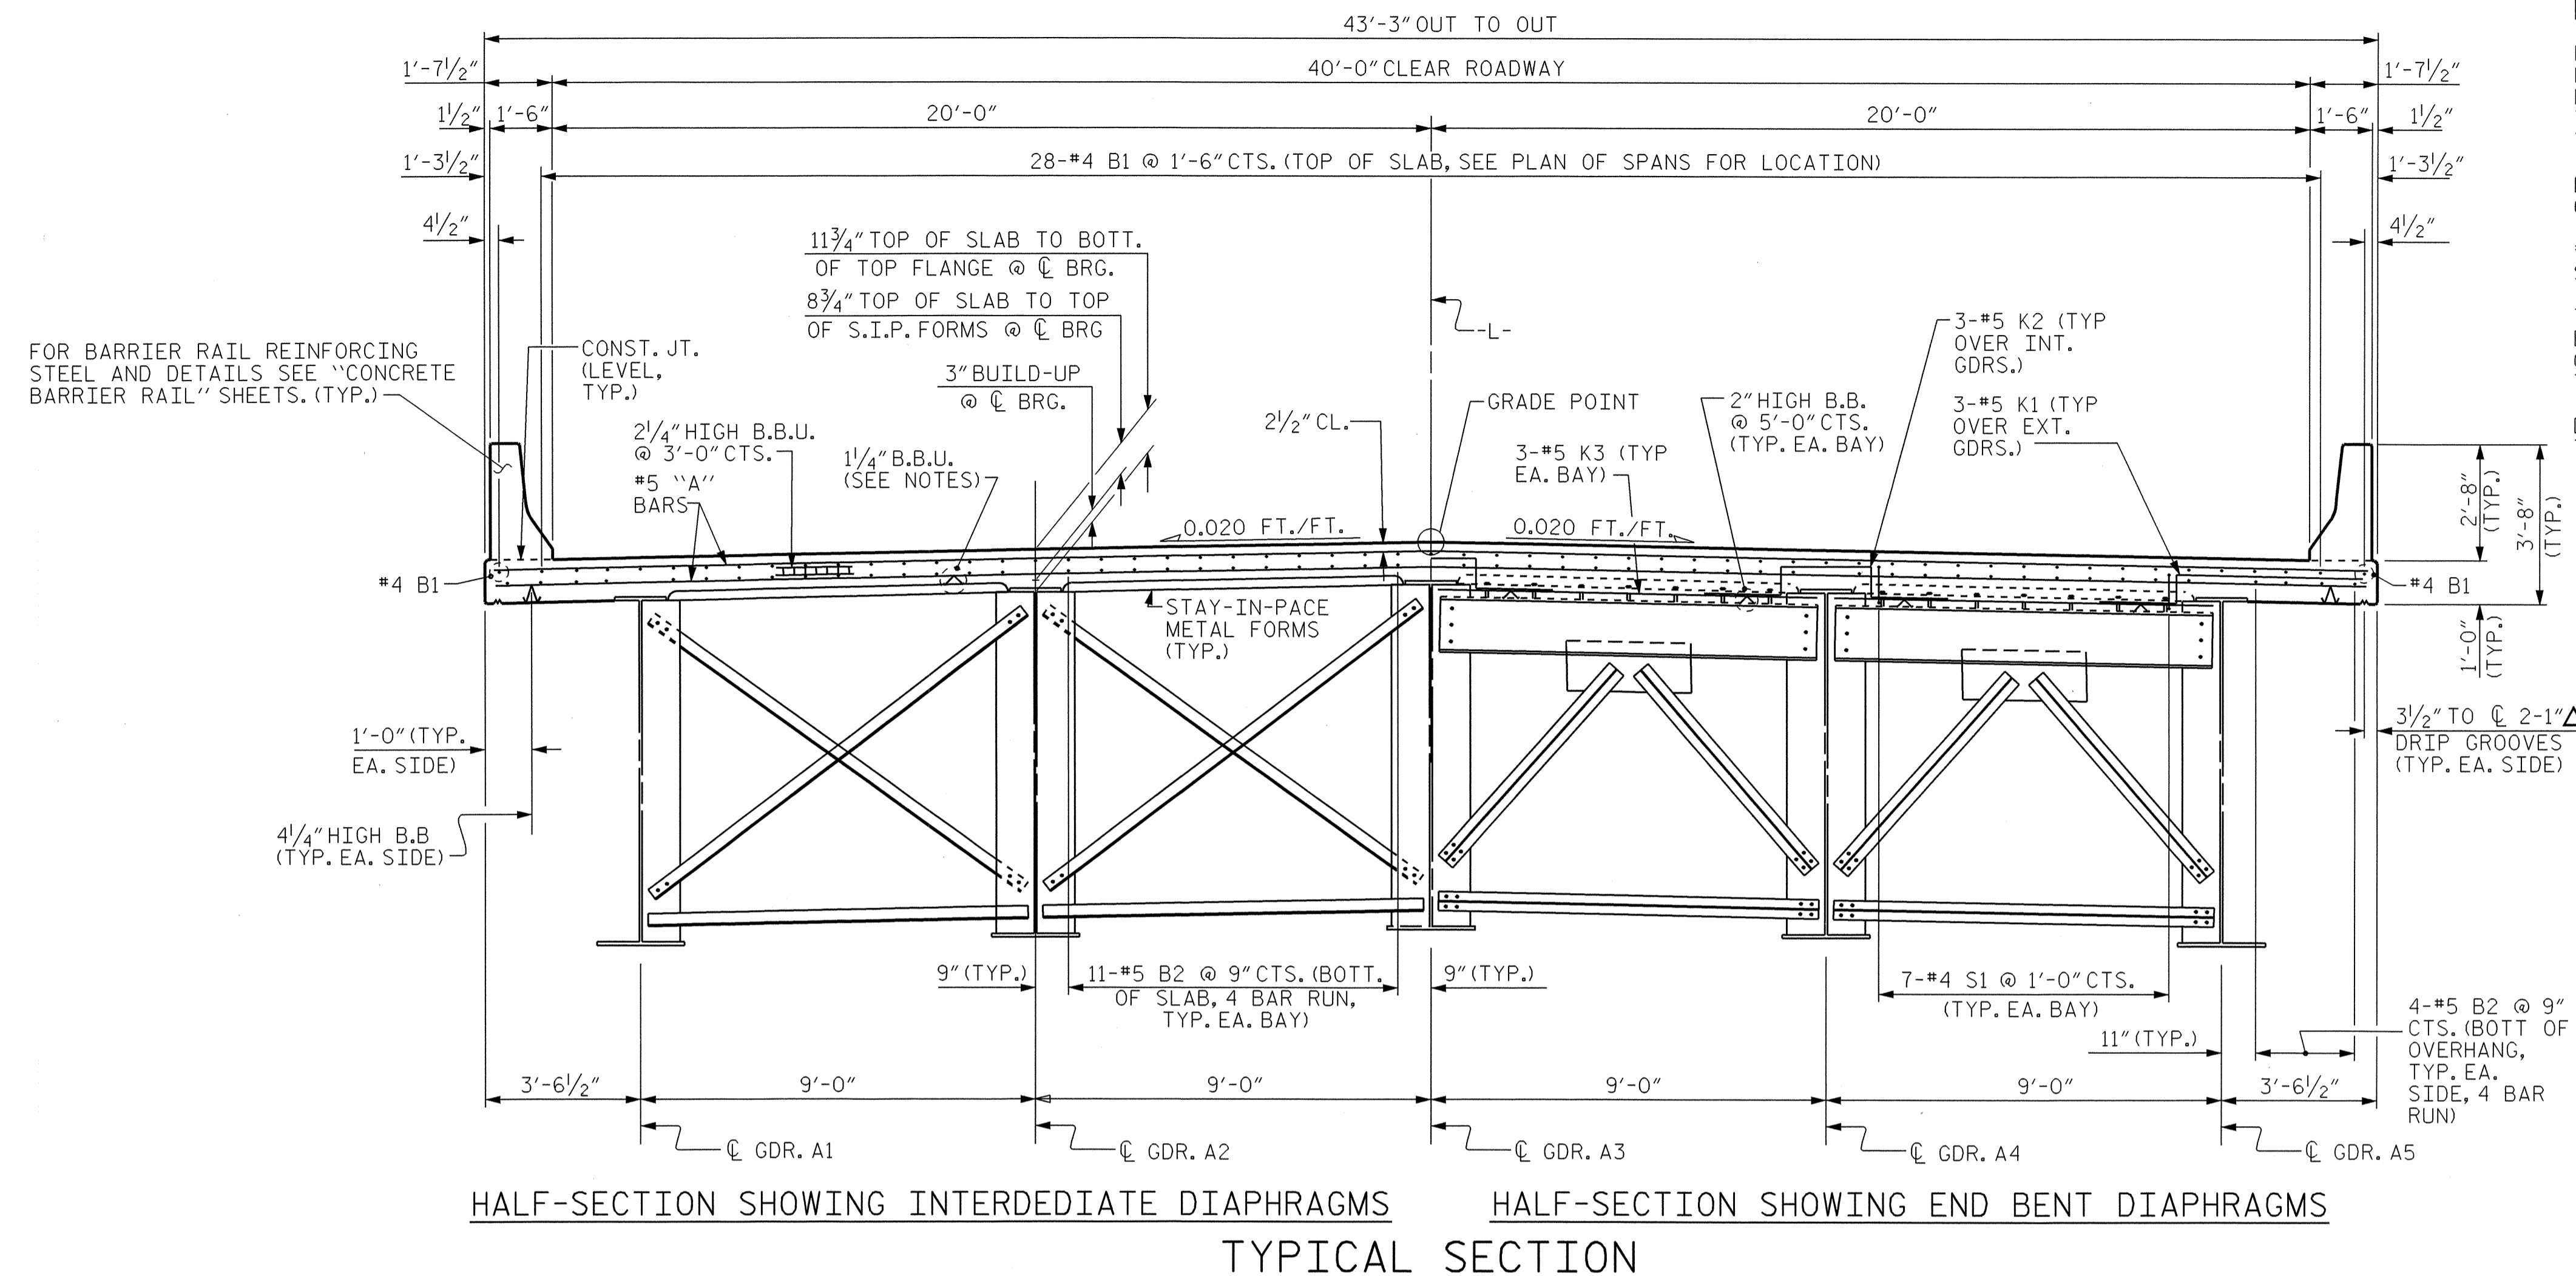 43'-3" OUT TO OUT
1'-7½"
40'-0" CLEAR ROADWAY
1'-7½"
1½"
1'-6"
20'-0"
20'-0"
1'-6"
1½"
1'-3½"
28-#4 B1 @ 1'-6" CTS. (TOP OF SLAB, SEE PLAN OF SPANS FOR LOCATION)
1'-3½"
4½"
4½"
11¾" TOP OF SLAB TO BOTT.
OF TOP FLANGE @ ℄ BRG.
8¾" TOP OF SLAB TO TOP
OF S.I.P. FORMS @ ℄ BRG
3" BUILD-UP
@ ℄ BRG.
-L-
FOR BARRIER RAIL REINFORCING
STEEL AND DETAILS SEE "CONCRETE
BARRIER RAIL" SHEETS. (TYP.)
CONST. JT.
(LEVEL,
TYP.)
2¼" HIGH B.B.U.
@ 3'-0" CTS.
#5 "A"
BARS
1¼" B.B.U.
(SEE NOTES)
2½" CL.
GRADE POINT
3-#5 K3 (TYP
EA. BAY)
2" HIGH B.B.
@ 5'-0" CTS.
(TYP. EA. BAY)
3-#5 K2 (TYP
OVER INT.
GDRS.)
3-#5 K1 (TYP
OVER EXT.
GDRS.)
0.020 FT./FT.
0.020 FT./FT.
2'-8"
(TYP.)
3'-8"
(TYP.)
1'-0"
(TYP.)
#4 B1
#4 B1
STAY-IN-PACE
METAL FORMS
(TYP.)
3½" TO ℄ 2-1"△
DRIP GROOVES
(TYP. EA. SIDE)
1'-0" (TYP.
EA. SIDE)
4¼" HIGH B.B
(TYP. EA. SIDE)
9" (TYP.)
11-#5 B2 @ 9" CTS. (BOTT.
OF SLAB, 4 BAR RUN,
TYP. EA. BAY)
9" (TYP.)
7-#4 S1 @ 1'-0" CTS.
(TYP. EA. BAY)
11" (TYP.)
4-#5 B2 @ 9"
CTS. (BOTT OF
OVERHANG,
TYP. EA.
SIDE, 4 BAR
RUN)
3'-6½"
9'-0"
9'-0"
9'-0"
9'-0"
3'-6½"
℄ GDR. A1
℄ GDR. A2
℄ GDR. A3
℄ GDR. A4
℄ GDR. A5
HALF-SECTION SHOWING INTERDEDIATE DIAPHRAGMS
HALF-SECTION SHOWING END BENT DIAPHRAGMS
TYPICAL SECTION